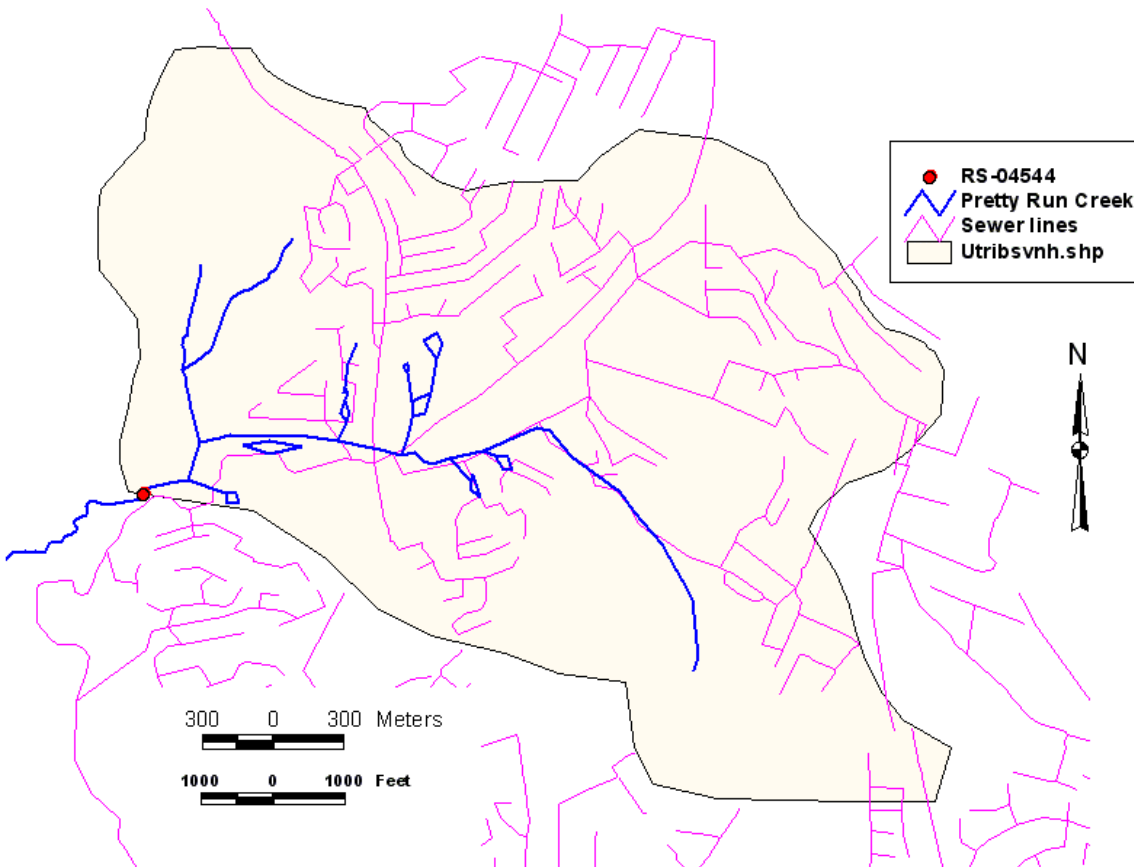 RS-04544
Pretty Run Creek
Sewer lines
Utribsvnh.shp
N
300 0 300 Meters
1000 0 1000 Feet